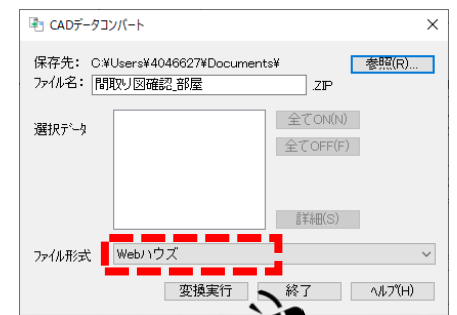 CADデータコンバート
保存先： C:¥Users¥4046627¥Documents¥ 参照(R)...
ファイル名： 間取り図確認_部屋 .ZIP
選択ﾃﾞｰﾀ
全てON(N)
全てOFF(F)
詳細(S)
ﾌｧｲﾙ形式 Webハウズ
変換実行 終了 ﾍﾙﾌﾟ(H)